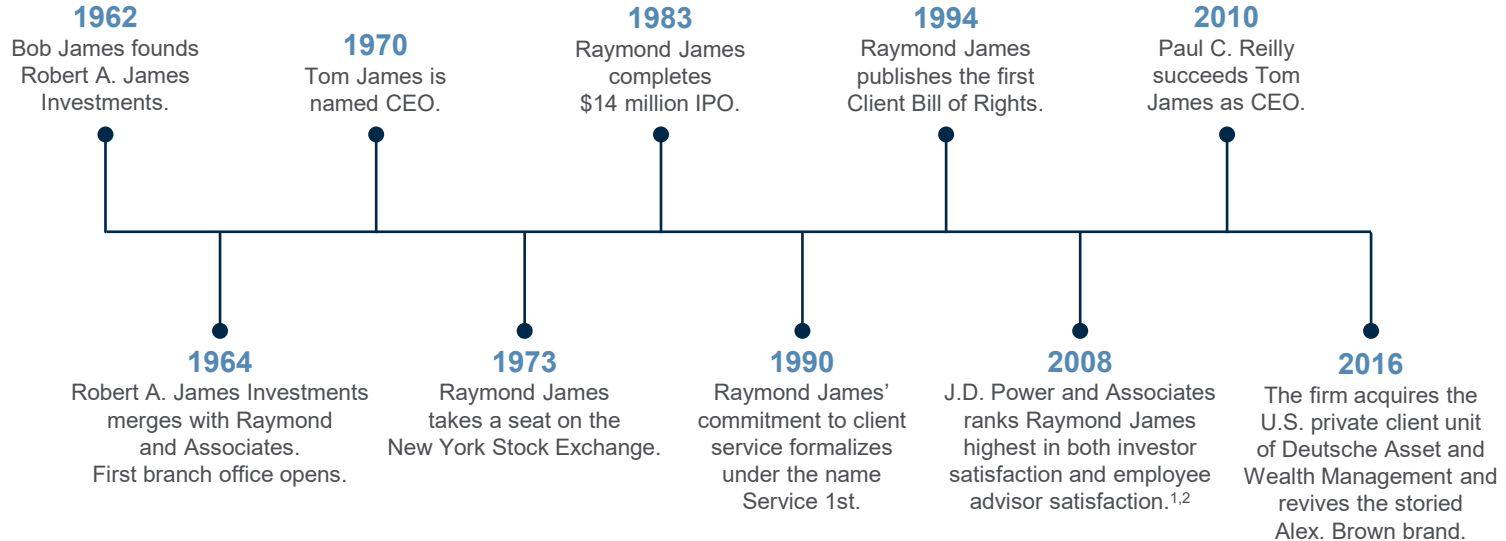 1962
Bob James founds
Robert A. James
Investments.
1964
Robert A. James Investments
merges with Raymond
and Associates.
First branch office opens.
1970
Tom James is
named CEO.
1973
Raymond James
takes a seat on the
New York Stock Exchange.
1983
Raymond James
completes
$14 million IPO.
1990
Raymond James’
commitment to client
service formalizes
under the name
Service 1st.
1994
Raymond James
publishes the first
Client Bill of Rights.
2008
J.D. Power and Associates
ranks Raymond James
highest in both investor
satisfaction and employee
advisor satisfaction.1,2
2010
Paul C. Reilly
succeeds Tom
James as CEO.
2016
The firm acquires the
U.S. private client unit
of Deutsche Asset and
Wealth Management and
revives the storied
Alex. Brown brand.